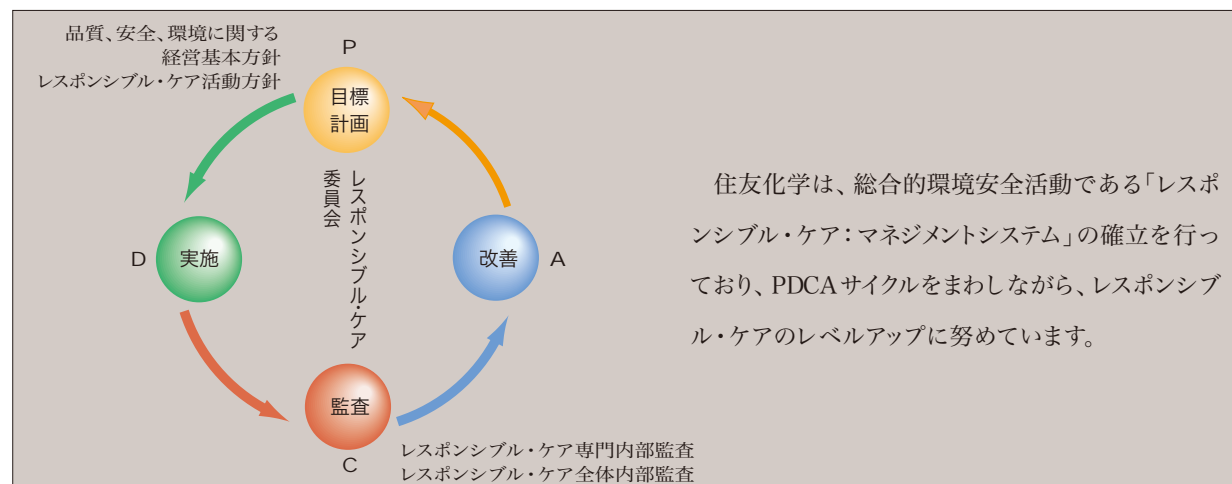 品質、安全、環境に関する
経営基本方針
レスポンシブル・ケア活動方針
P
目標
計画
D
実施
レスポンシブル・ケア
委員会
改善
A
監査
C
レスポンシブル・ケア専門内部監査
レスポンシブル・ケア全体内部監査
住友化学は、総合的環境安全活動である「レスポ
ンシブル・ケア：マネジメントシステム」の確立を行っ
ており、PDCAサイクルをまわしながら、レスポンシブ
ル・ケアのレベルアップに努めています。